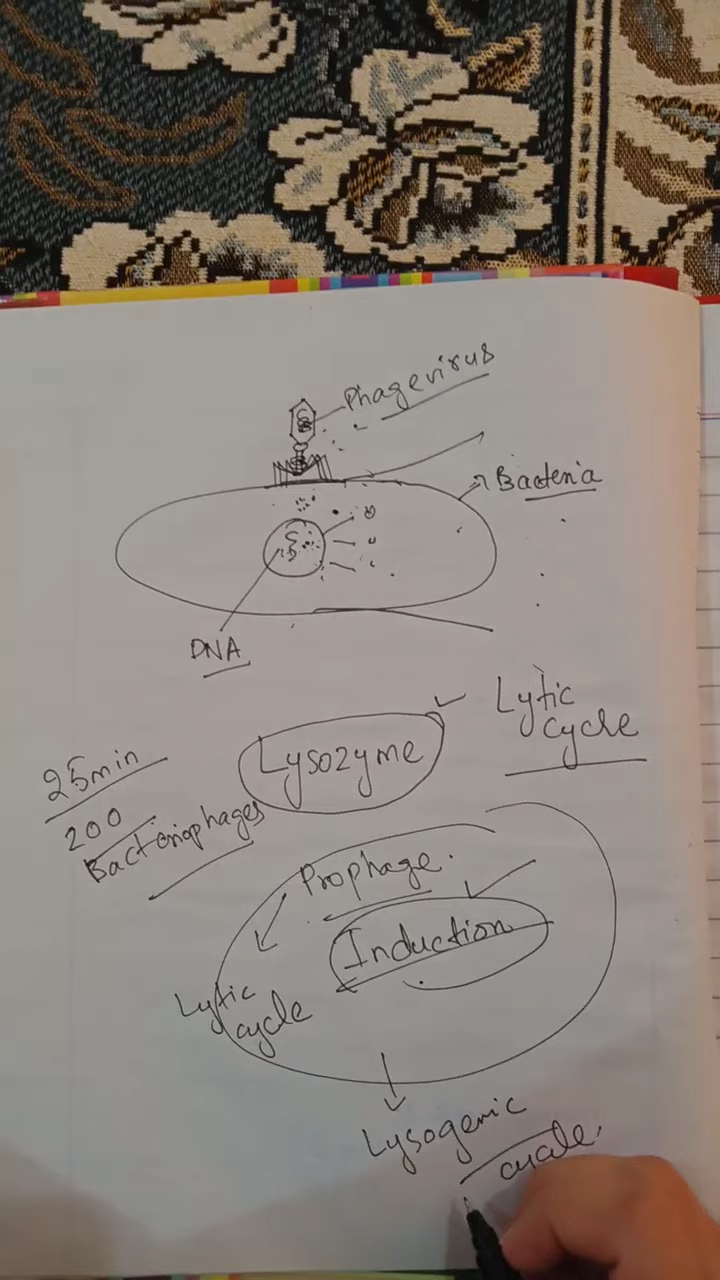 Phagevirus
Bacteria
DNA
Lytic
cycle
Lysozyme
25min
200
Bacteriophages
Prophage.
Induction
Lytic
cycle
Lysogenic
cycle.